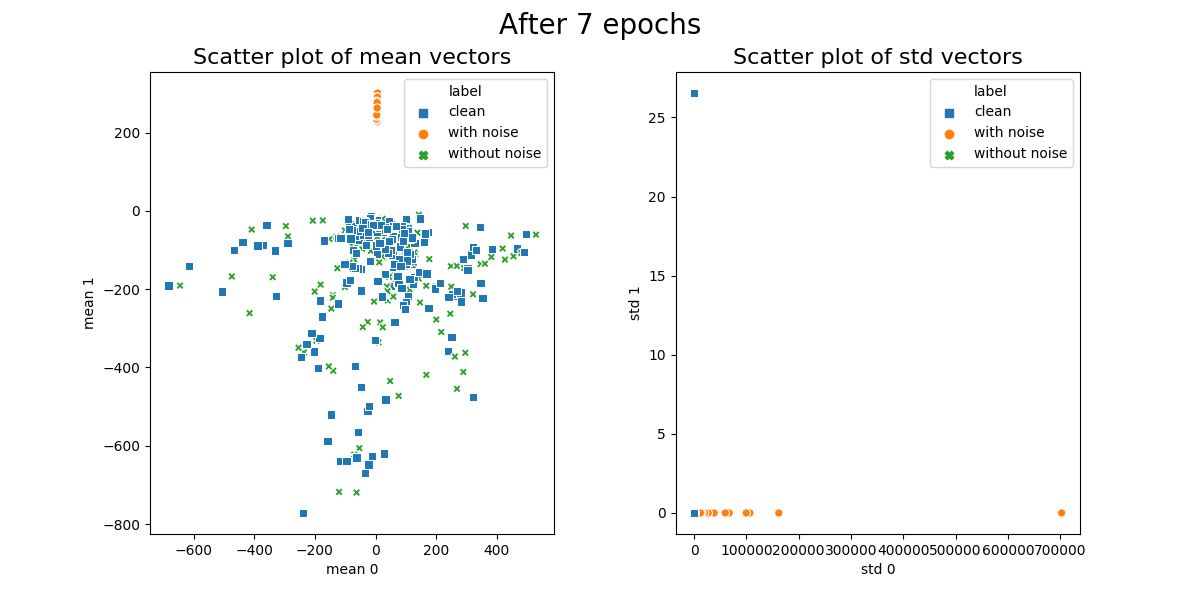 After 7 epochs
Scatter plot of mean vectors
label
clean
with noise
without noise
200
0
−200
−400
−600
−800
mean 1
−600
−400
−200
0
200
400
mean 0
Scatter plot of std vectors
label
clean
with noise
without noise
25
20
15
10
5
0
std 1
0
100000
200000
300000
400000
500000
600000
700000
std 0